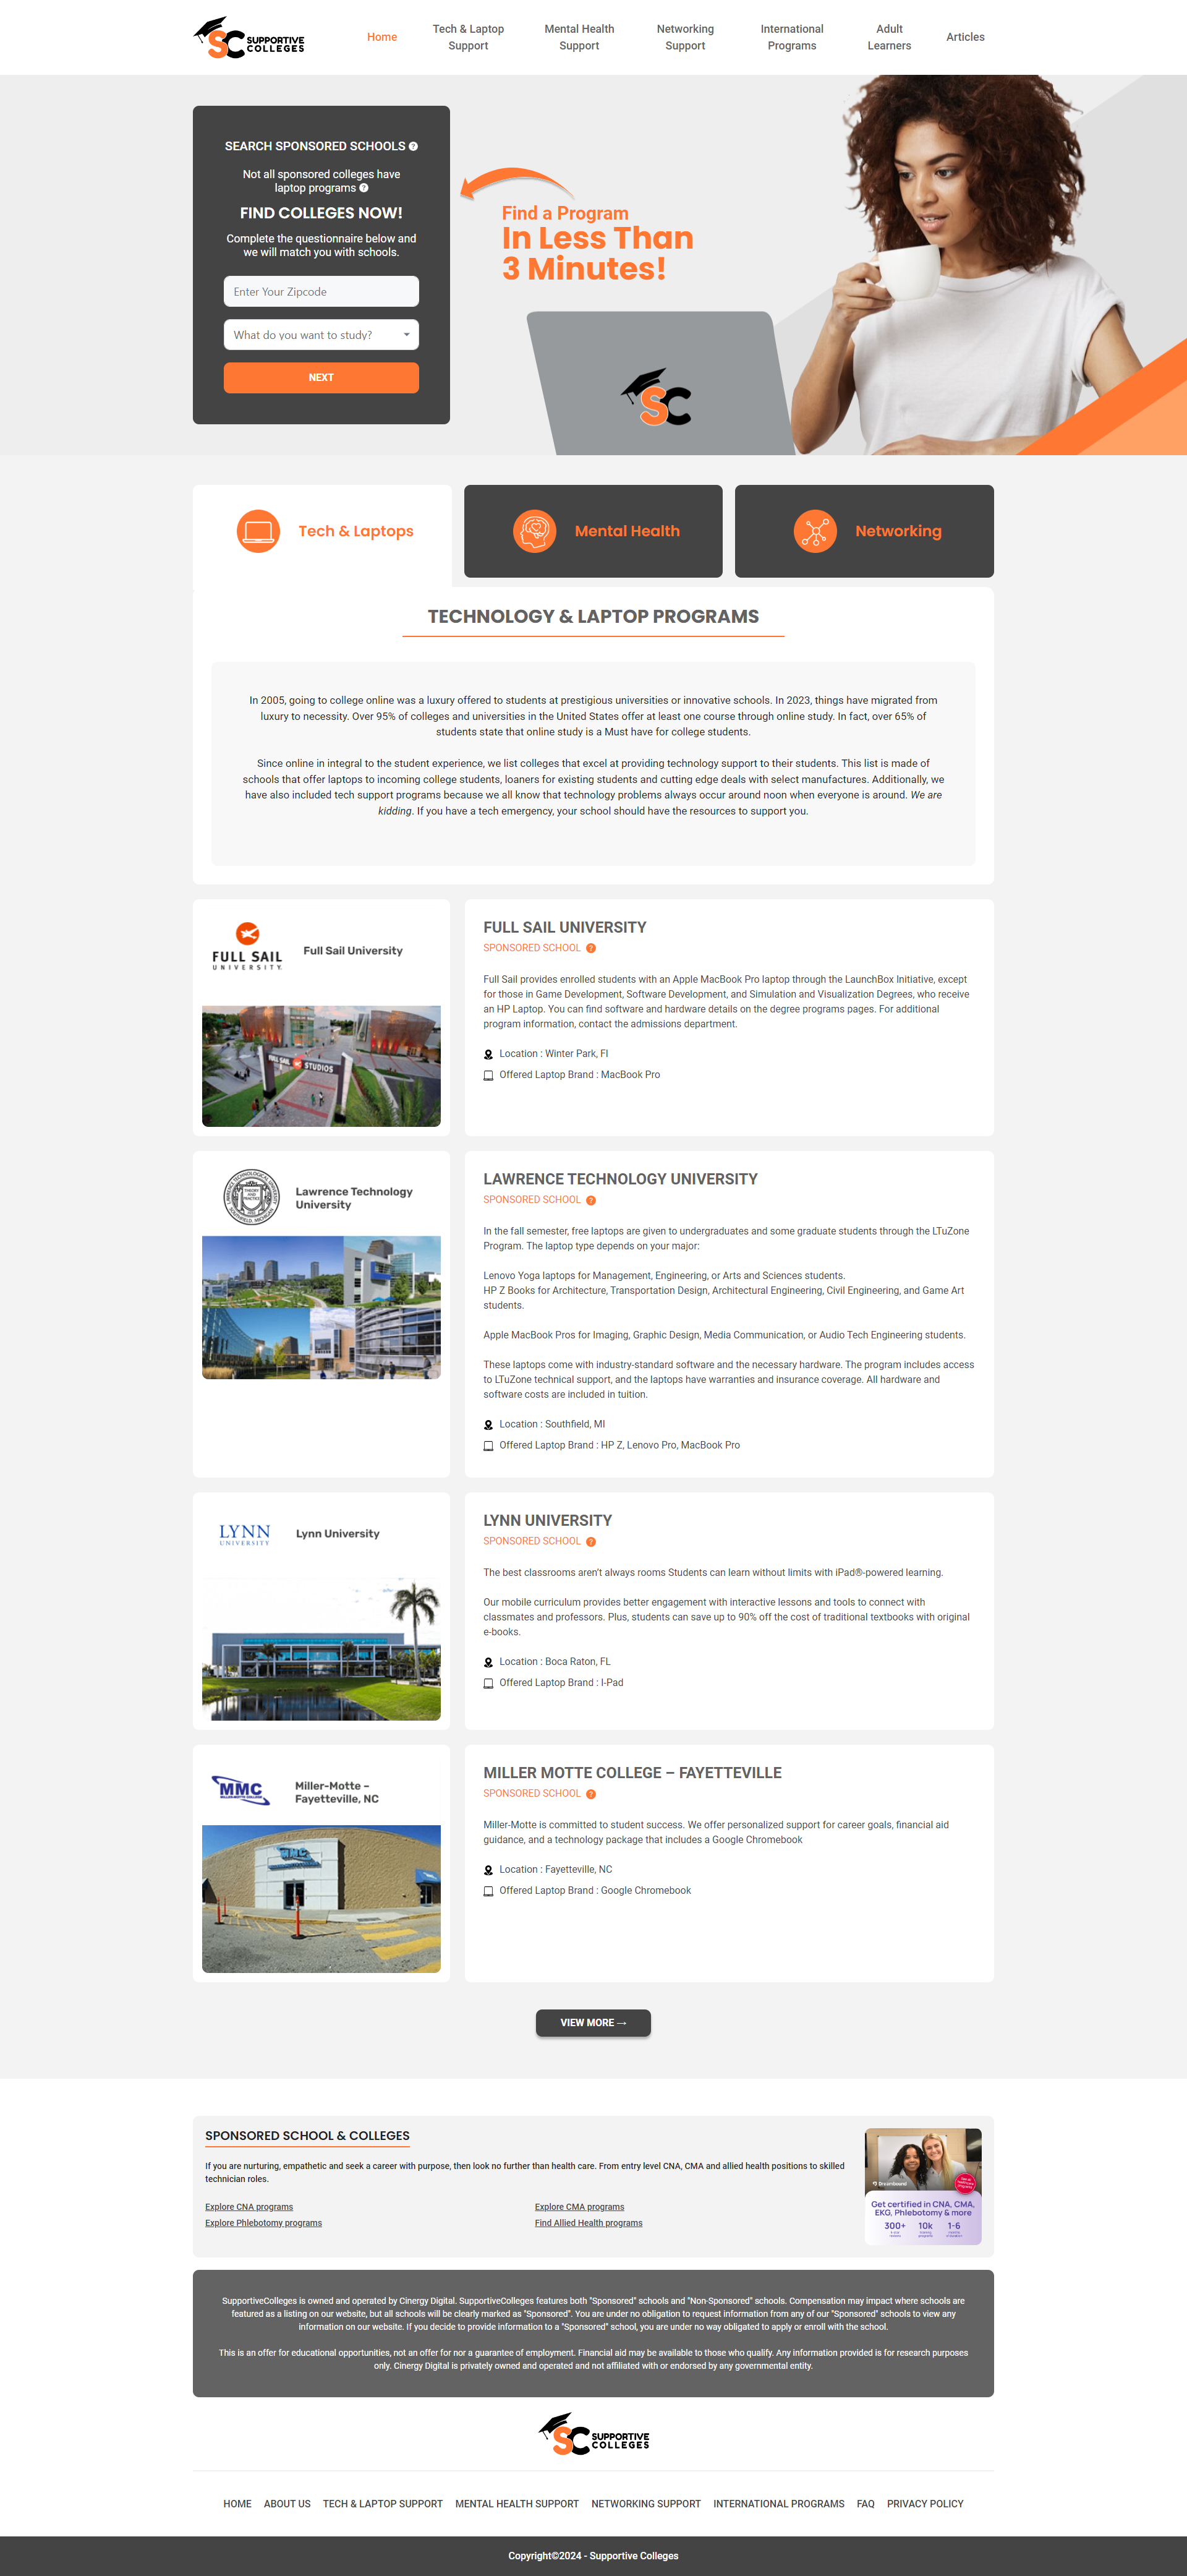 SUPPORTIVE
COLLEGES
Home
Tech & Laptop
Support
Mental Health
Support
Networking
Support
International
Programs
Adult
Learners
Articles
SEARCH SPONSORED SCHOOLS ?
Not all sponsored colleges have
laptop programs ?
FIND COLLEGES NOW!
Complete the questionnaire below and
we will match you with schools.
Enter Your Zipcode
What do you want to study?
NEXT
Find a Program
In Less Than
3 Minutes!
SC
Tech & Laptops
Mental Health
Networking
TECHNOLOGY & LAPTOP PROGRAMS
In 2005, going to college online was a luxury offered to students at prestigious universities or innovative schools. In 2023, things have migrated from
luxury to necessity. Over 95% of colleges and universities in the United States offer at least one course through online study. In fact, over 65% of
students state that online study is a Must have for college students.
Since online in integral to the student experience, we list colleges that excel at providing technology support to their students. This list is made of
schools that offer laptops to incoming college students, loaners for existing students and cutting edge deals with select manufactures. Additionally, we
have also included tech support programs because we all know that technology problems always occur around noon when everyone is around. We are
kidding. If you have a tech emergency, your school should have the resources to support you.
FULL SAIL
UNIVERSITY.
Full Sail University
FULL SAIL STUDIOS
FULL SAIL UNIVERSITY
SPONSORED SCHOOL ?
Full Sail provides enrolled students with an Apple MacBook Pro laptop through the LaunchBox Initiative, except
for those in Game Development, Software Development, and Simulation and Visualization Degrees, who receive
an HP Laptop. You can find software and hardware details on the degree programs pages. For additional
program information, contact the admissions department.
Location : Winter Park, Fl
Offered Laptop Brand : MacBook Pro
Lawrence Technology
University
LAWRENCE TECHNOLOGY UNIVERSITY
SPONSORED SCHOOL ?
In the fall semester, free laptops are given to undergraduates and some graduate students through the LTuZone
Program. The laptop type depends on your major:
Lenovo Yoga laptops for Management, Engineering, or Arts and Sciences students.
HP Z Books for Architecture, Transportation Design, Architectural Engineering, Civil Engineering, and Game Art
students.
Apple MacBook Pros for Imaging, Graphic Design, Media Communication, or Audio Tech Engineering students.
These laptops come with industry-standard software and the necessary hardware. The program includes access
to LTuZone technical support, and the laptops have warranties and insurance coverage. All hardware and
software costs are included in tuition.
Location : Southfield, MI
Offered Laptop Brand : HP Z, Lenovo Pro, MacBook Pro
LYNN
UNIVERSITY
Lynn University
LYNN UNIVERSITY
SPONSORED SCHOOL ?
The best classrooms aren't always rooms Students can learn without limits with iPad®-powered learning.
Our mobile curriculum provides better engagement with interactive lessons and tools to connect with
classmates and professors. Plus, students can save up to 90% off the cost of traditional textbooks with original
e-books.
Location : Boca Raton, FL
Offered Laptop Brand : I-Pad
MMC
MILLER-MOTTE COLLEGE
Miller-Motte –
Fayetteville, NC
MILLER MOTTE COLLEGE – FAYETTEVILLE
SPONSORED SCHOOL ?
Miller-Motte is committed to student success. We offer personalized support for career goals, financial aid
guidance, and a technology package that includes a Google Chromebook
Location : Fayetteville, NC
Offered Laptop Brand : Google Chromebook
VIEW MORE →
SPONSORED SCHOOL & COLLEGES
If you are nurturing, empathetic and seek a career with purpose, then look no further than health care. From entry level CNA, CMA and allied health positions to skilled
technician roles.
Explore CNA programs
Explore CMA programs
Explore Phlebotomy programs
Find Allied Health programs
Dreambound
Get certified in CNA, CMA,
EKG, Phlebotomy & more
300+ 10k 1-6
SupportiveColleges is owned and operated by Cinergy Digital. SupportiveColleges features both "Sponsored" schools and "Non-Sponsored" schools. Compensation may impact where schools are
featured as a listing on our website, but all schools will be clearly marked as "Sponsored". You are under no obligation to request information from any of our "Sponsored" schools to view any
information on our website. If you decide to provide information to a "Sponsored" school, you are under no way obligated to apply or enroll with the school.
This is an offer for educational opportunities, not an offer for nor a guarantee of employment. Financial aid may be available to those who qualify. Any information provided is for research purposes
only. Cinergy Digital is privately owned and operated and not affiliated with or endorsed by any governmental entity.
SUPPORTIVE
COLLEGES
HOME
ABOUT US
TECH & LAPTOP SUPPORT
MENTAL HEALTH SUPPORT
NETWORKING SUPPORT
INTERNATIONAL PROGRAMS
FAQ
PRIVACY POLICY
Copyright©2024 - Supportive Colleges